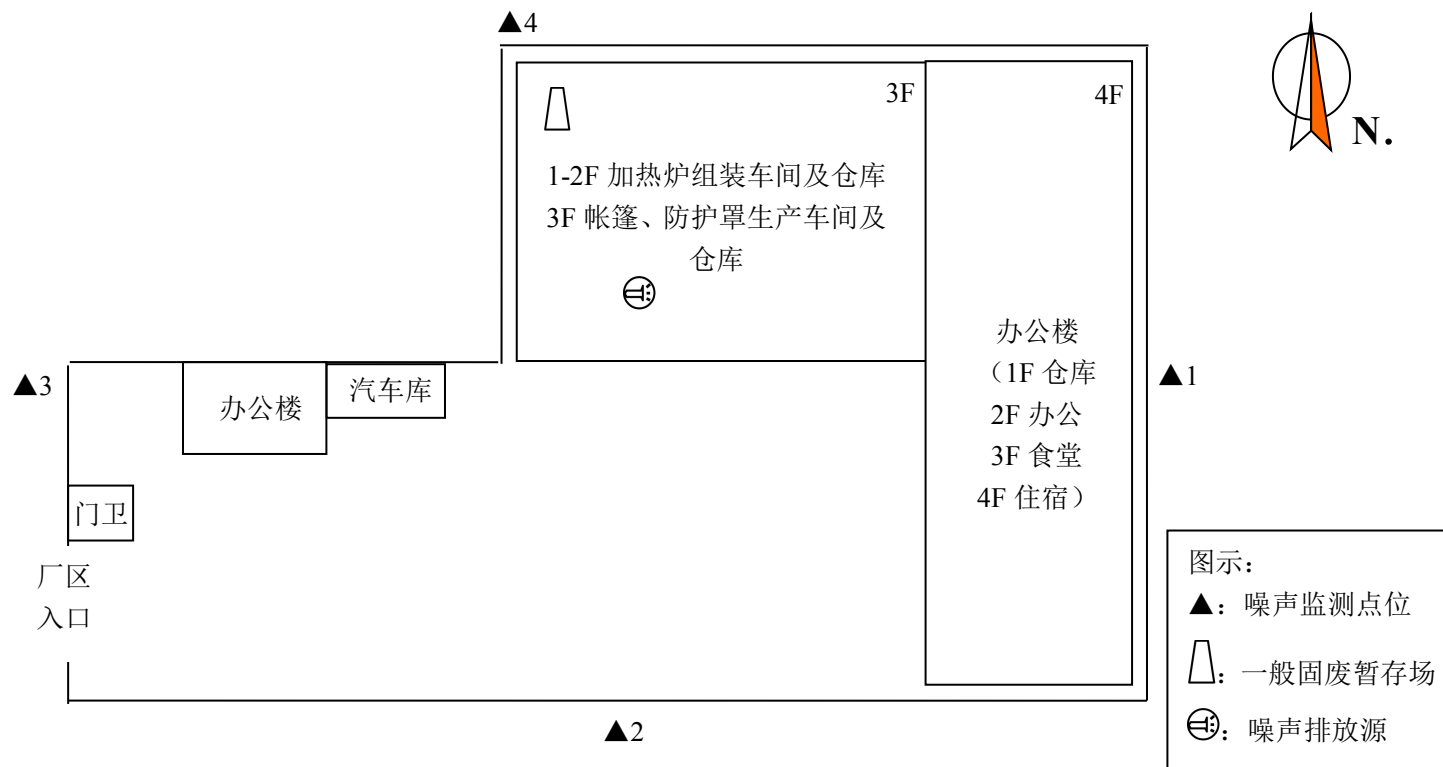 ▲4
3F
4F
N.
1-2F 加热炉组装车间及仓库
3F 帐篷、防护罩生产车间及
仓库
办公楼
（1F 仓库
2F 办公
3F 食堂
4F 住宿）
▲1
▲3
办公楼
汽车库
门卫
厂区
入口
▲2
图示：
▲：噪声监测点位
：一般固废暂存场
：噪声排放源